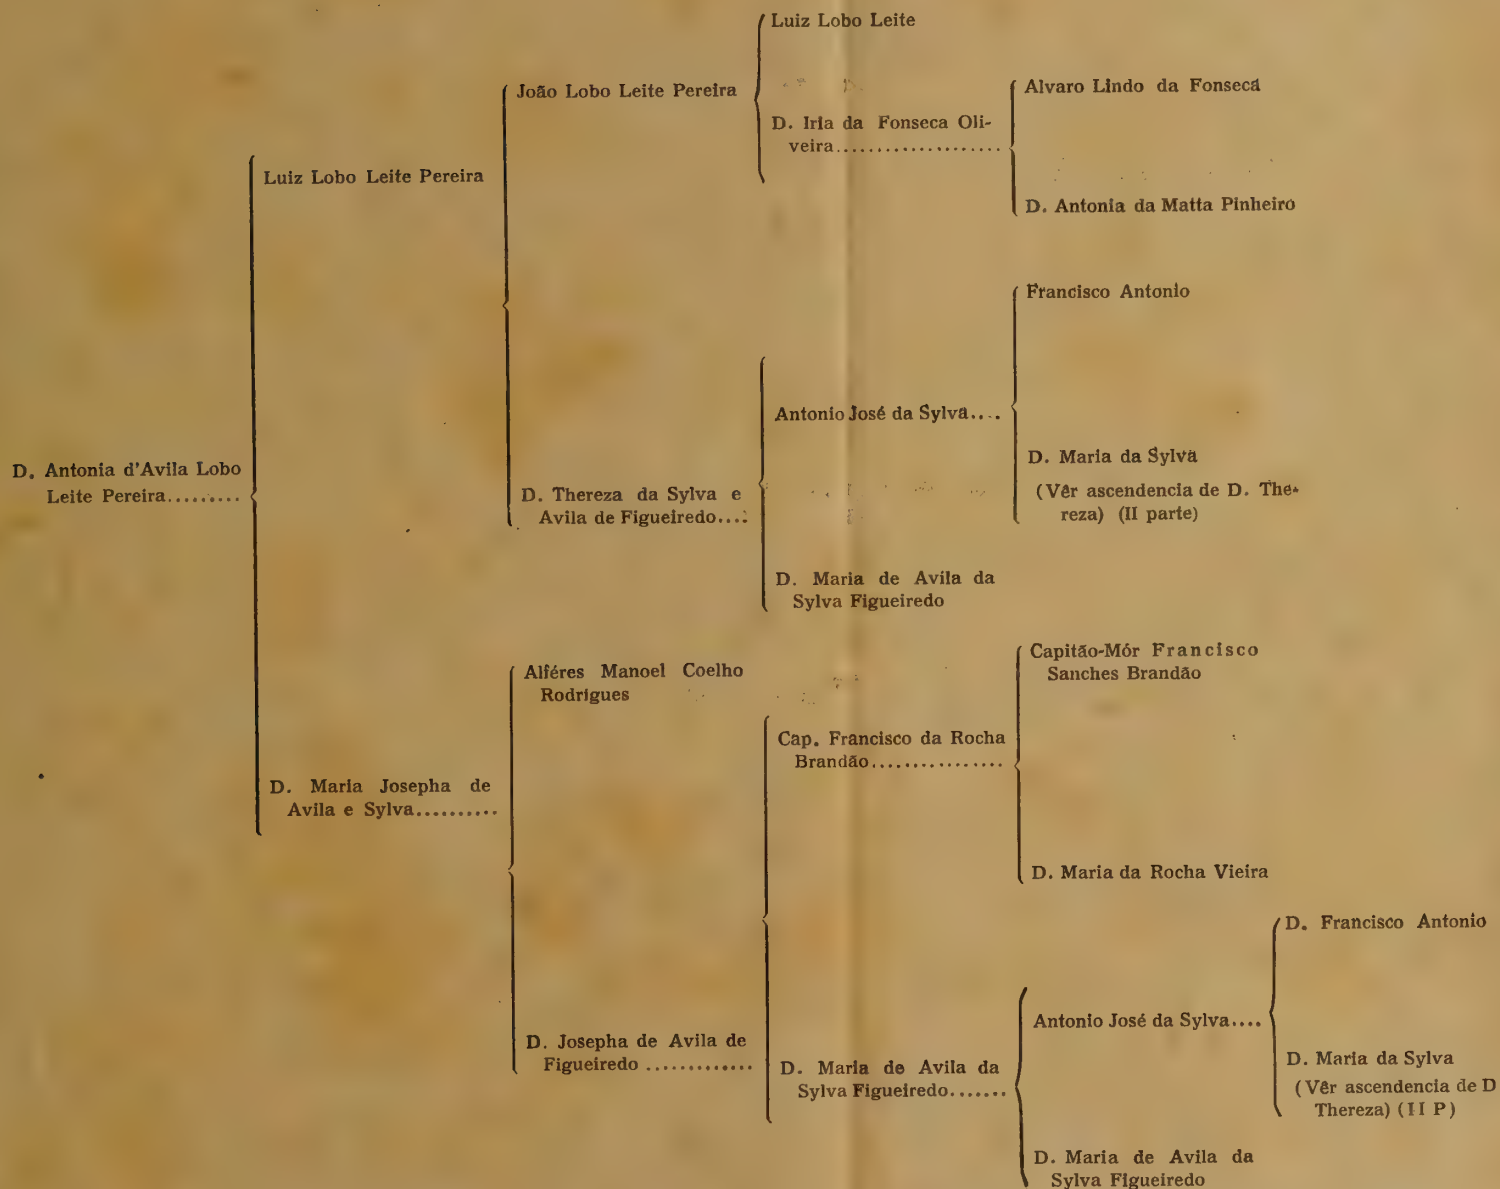 Luiz Lobo Leite
João Lobo Leite Pereira
Alvaro Lindo da Fonseca
D. Iria da Fonseca Oli-
veira....................
Luiz Lobo Leite Pereira
D. Antonia da Matta Pinheiro
Francisco Antonio
Antonio José da Sylva....
D. Maria da Sylva
(Vêr ascendencia de D. The-
reza) (II parte)
D. Antonia d'Avila Lobo
Leite Pereira.........
D. Thereza da Sylva e
Avila de Figueiredo....
D. Maria de Avila da
Sylva Figueiredo
Alféres Manoel Coelho
Rodrigues
Capitão-Mór Francisco
Sanches Brandão
Cap. Francisco da Rocha
Brandão................
D. Maria Josepha de
Avila e Sylva..........
D. Maria da Rocha Vieira
D. Francisco Antonio
Antonio José da Sylva....
D. Josepha de Avila de
Figueiredo .............
D. Maria de Avila da
Sylva Figueiredo.......
D. Maria da Sylva
(Vêr ascendencia de D
Thereza) (II P)
D. Maria de Avila da
Sylva Figueiredo